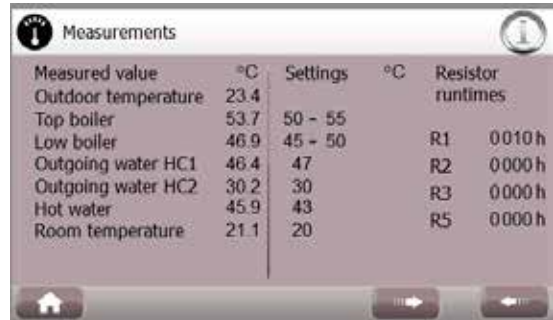 Measurements
Measured value °C Settings °C Resistor runtimes
Outdoor temperature 23.4
Top boiler 53.7 50 - 55
Low boiler 46.9 45 - 50 R1 0010 h
Outgoing water HC1 46.4 47 R2 0000 h
Outgoing water HC2 30.2 30 R3 0000 h
Hot water 45.9 43 R5 0000 h
Room temperature 21.1 20